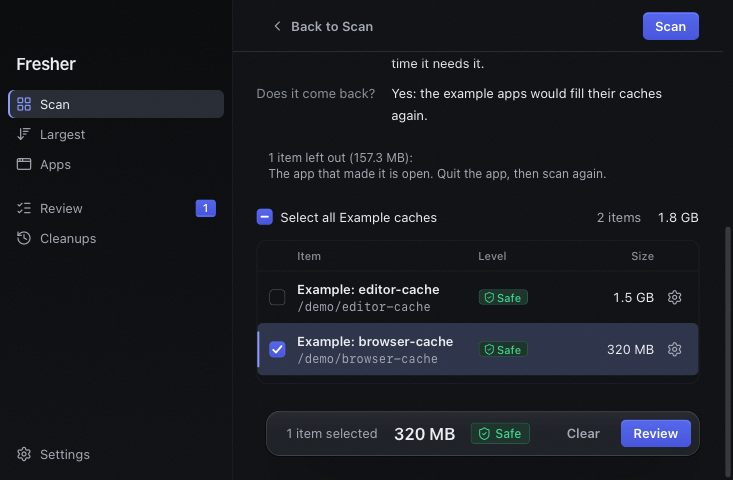 Fresher
Scan
Largest
Apps
Review 1
Cleanups
Settings
Back to Scan
Scan
time it needs it.
Does it come back? Yes: the example apps would fill their caches
again.
1 item left out (157.3 MB):
The app that made it is open. Quit the app, then scan again.
Select all Example caches 2 items 1.8 GB
Item Level Size
Example: editor-cache Safe 1.5 GB
/demo/editor-cache
Example: browser-cache Safe 320 MB
/demo/browser-cache
1 item selected 320 MB Safe Clear Review